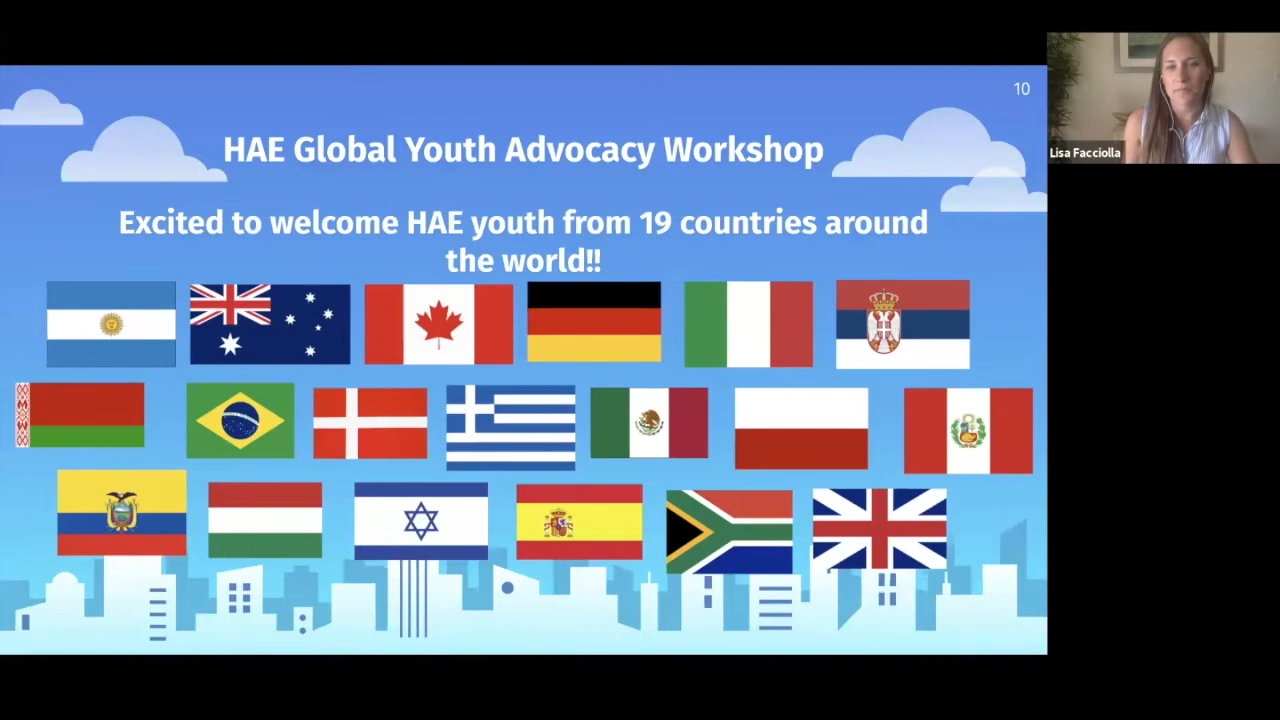 10
HAE Global Youth Advocacy Workshop
Excited to welcome HAE youth from 19 countries around
the world!!
Lisa Facciolla